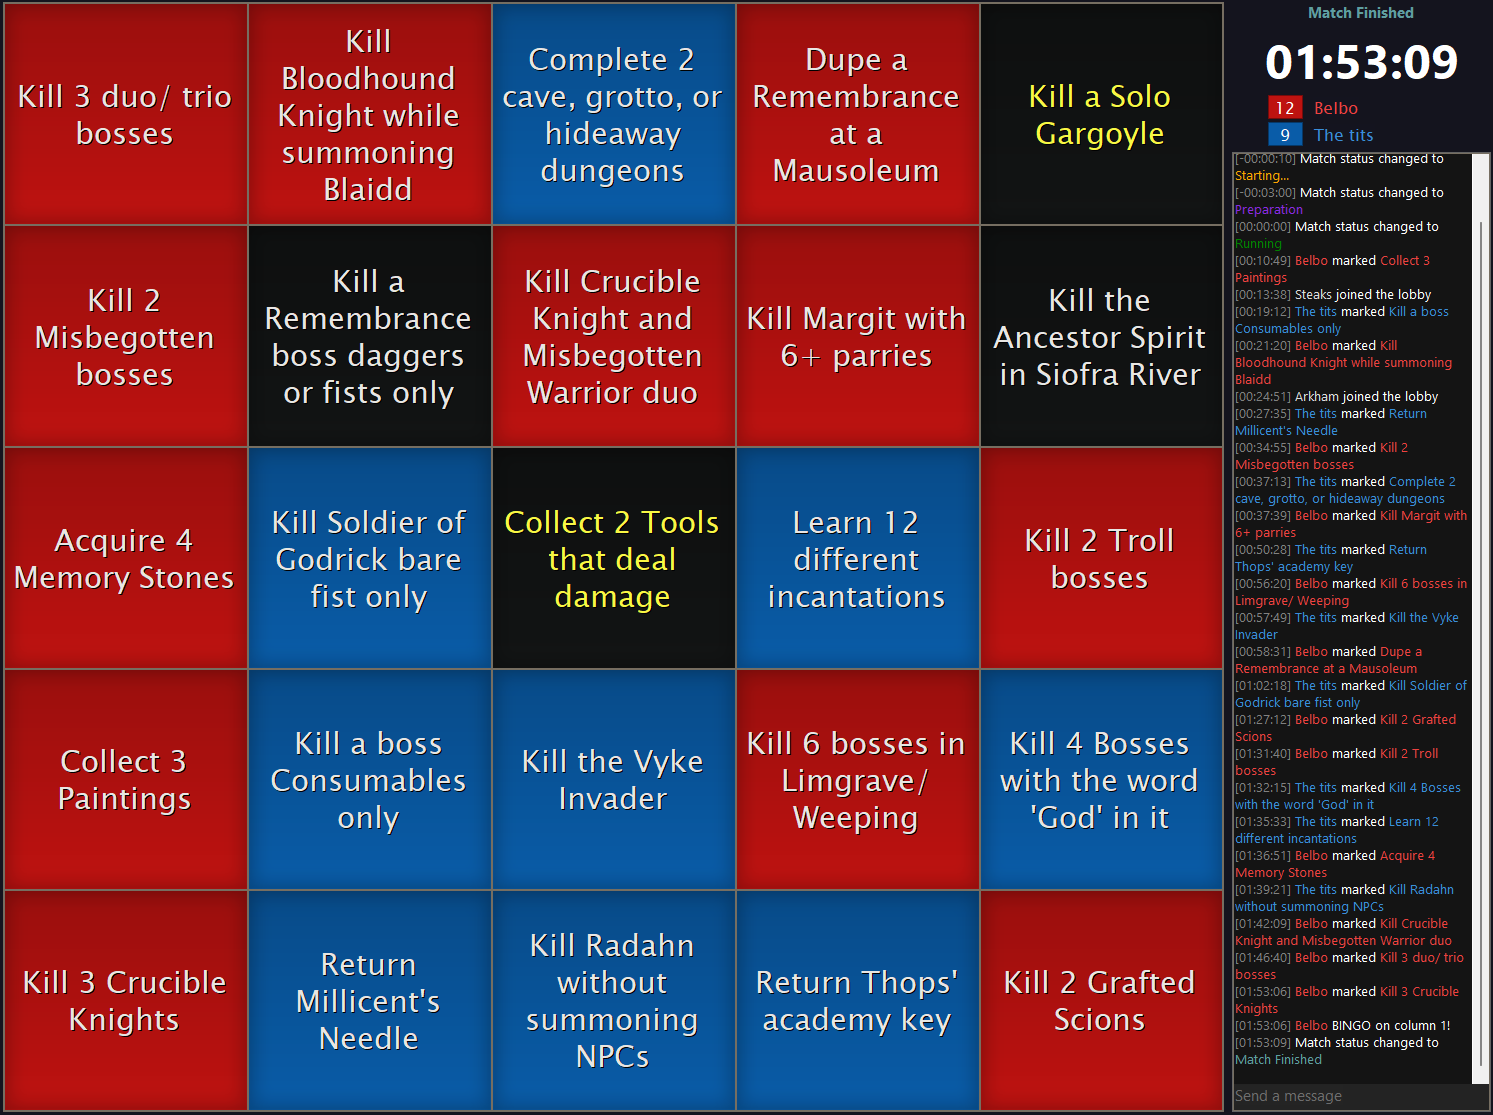 Kill 3 duo/ trio
bosses
Kill
Bloodhound
Knight while
summoning
Blaidd
Complete 2
cave, grotto, or
hideaway
dungeons
Dupe a
Remembrance
at a
Mausoleum
Kill a Solo
Gargoyle
Kill 2
Misbegotten
bosses
Kill a
Remembrance
boss daggers
or fists only
Kill Crucible
Knight and
Misbegotten
Warrior duo
Kill Margit with
6+ parries
Kill the
Ancestor Spirit
in Siofra River
Acquire 4
Memory Stones
Kill Soldier of
Godrick bare
fist only
Collect 2 Tools
that deal
damage
Learn 12
different
incantations
Kill 2 Troll
bosses
Collect 3
Paintings
Kill a boss
Consumables
only
Kill the Vyke
Invader
Kill 6 bosses in
Limgrave/
Weeping
Kill 4 Bosses
with the word
'God' in it
Kill 3 Crucible
Knights
Return
Millicent's
Needle
Kill Radahn
without
summoning
NPCs
Return Thops'
academy key
Kill 2 Grafted
Scions
Match Finished
01:53:09
12 Belbo
9 The tits
[-00:00:10] Match status changed to
Starting...
[-00:03:00] Match status changed to
Preparation
[00:00:00] Match status changed to
Running
[00:10:49] Belbo marked Collect 3
Paintings
[00:13:38] Steaks joined the lobby
[00:19:12] The tits marked Kill a boss
Consumables only
[00:21:20] Belbo marked Kill
Bloodhound Knight while summoning
Blaidd
[00:24:51] Arkham joined the lobby
[00:27:35] The tits marked Return
Millicent's Needle
[00:34:55] Belbo marked Kill 2
Misbegotten bosses
[00:37:13] The tits marked Complete 2
cave, grotto, or hideaway dungeons
[00:37:39] Belbo marked Kill Margit with
6+ parries
[00:50:28] The tits marked Return
Thops' academy key
[00:56:20] Belbo marked Kill 6 bosses in
Limgrave/ Weeping
[00:57:49] The tits marked Kill the Vyke
Invader
[00:58:31] Belbo marked Dupe a
Remembrance at a Mausoleum
[01:02:18] The tits marked Kill Soldier of
Godrick bare fist only
[01:27:12] Belbo marked Kill 2 Grafted
Scions
[01:31:40] Belbo marked Kill 2 Troll
bosses
[01:32:15] The tits marked Kill 4 Bosses
with the word 'God' in it
[01:35:33] The tits marked Learn 12
different incantations
[01:36:51] Belbo marked Acquire 4
Memory Stones
[01:39:21] The tits marked Kill Radahn
without summoning NPCs
[01:42:09] Belbo marked Kill Crucible
Knight and Misbegotten Warrior duo
[01:46:40] Belbo marked Kill 3 duo/ trio
bosses
[01:53:06] Belbo marked Kill 3 Crucible
Knights
[01:53:06] Belbo BINGO on column 1!
[01:53:09] Match status changed to
Match Finished
Send a message